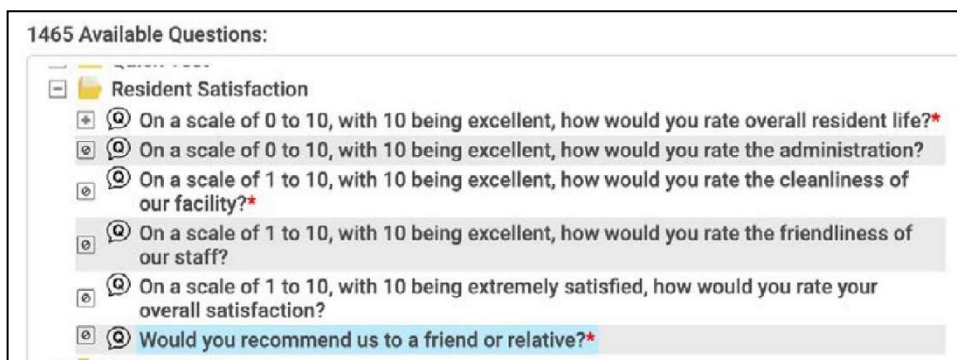 1465 Available Questions:
Resident Satisfaction
On a scale of 0 to 10, with 10 being excellent, how would you rate overall resident life?*
On a scale of 0 to 10, with 10 being excellent, how would you rate the administration?
On a scale of 1 to 10, with 10 being excellent, how would you rate the cleanliness of
our facility?*
On a scale of 1 to 10, with 10 being excellent, how would you rate the friendliness of
our staff?
On a scale of 1 to 10, with 10 being extremely satisfied, how would you rate your
overall satisfaction?
Would you recommend us to a friend or relative?*